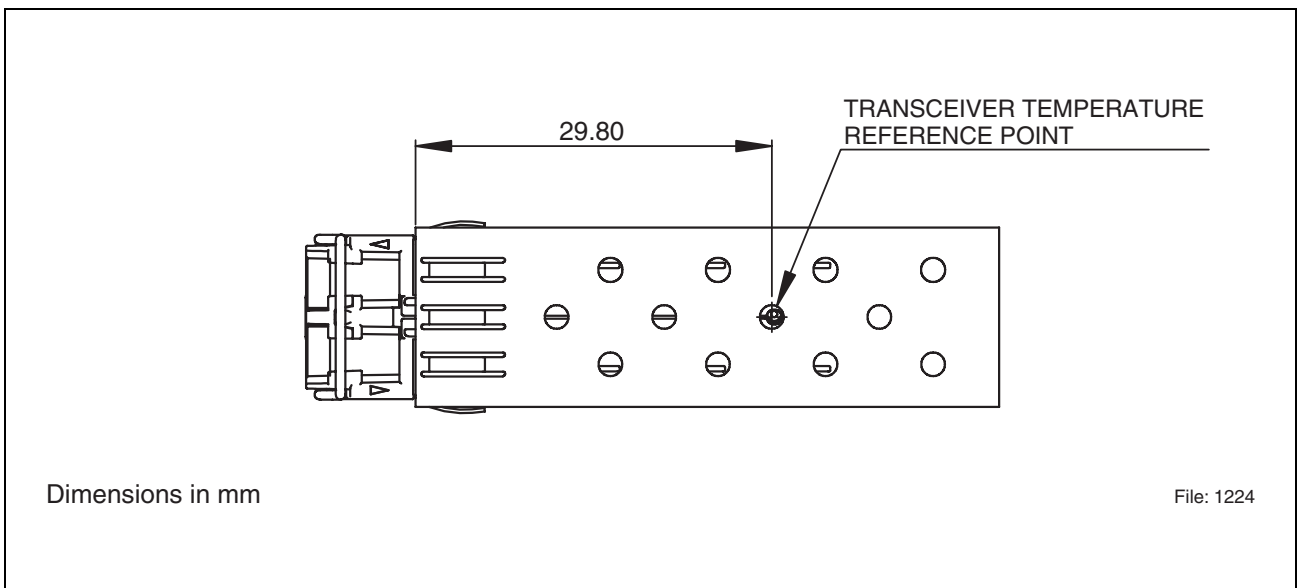 TRANSCEIVER TEMPERATURE
REFERENCE POINT
29.80
Dimensions in mm
File: 1224